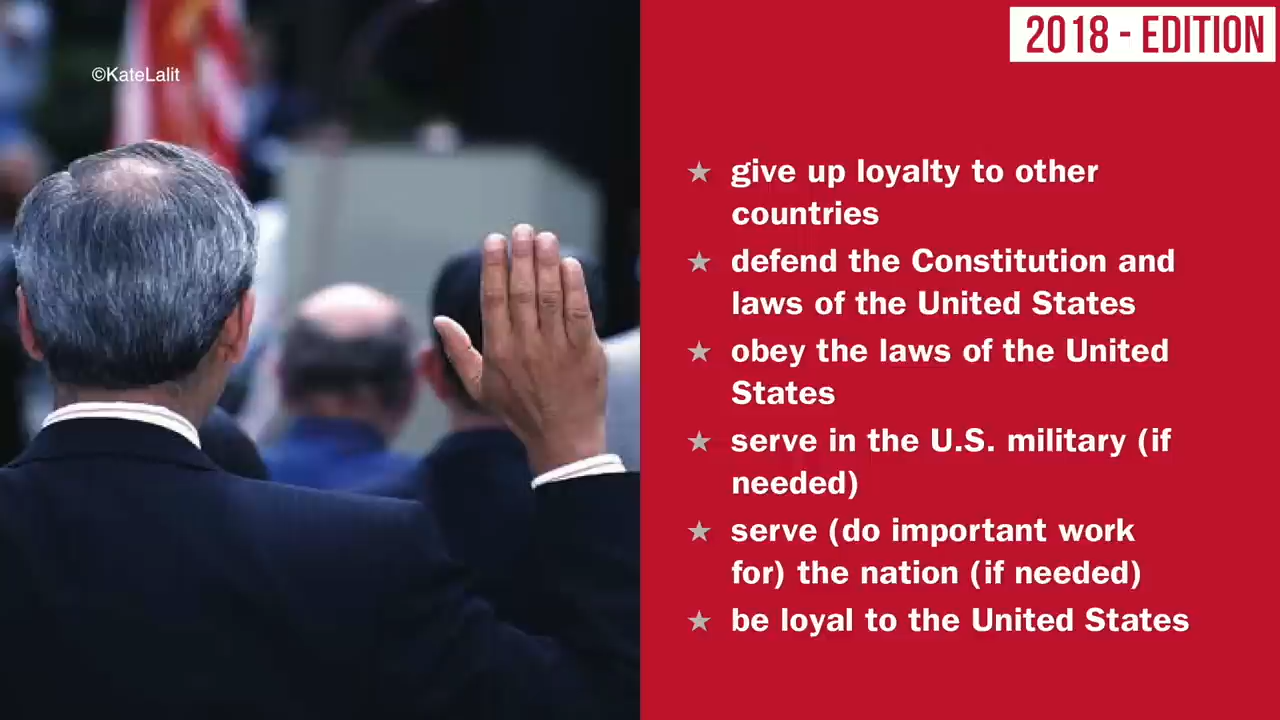 ©KateLalit
2018 - EDITION
★ give up loyalty to other
countries
★ defend the Constitution and
laws of the United States
★ obey the laws of the United
States
★ serve in the U.S. military (if
needed)
★ serve (do important work
for) the nation (if needed)
★ be loyal to the United States